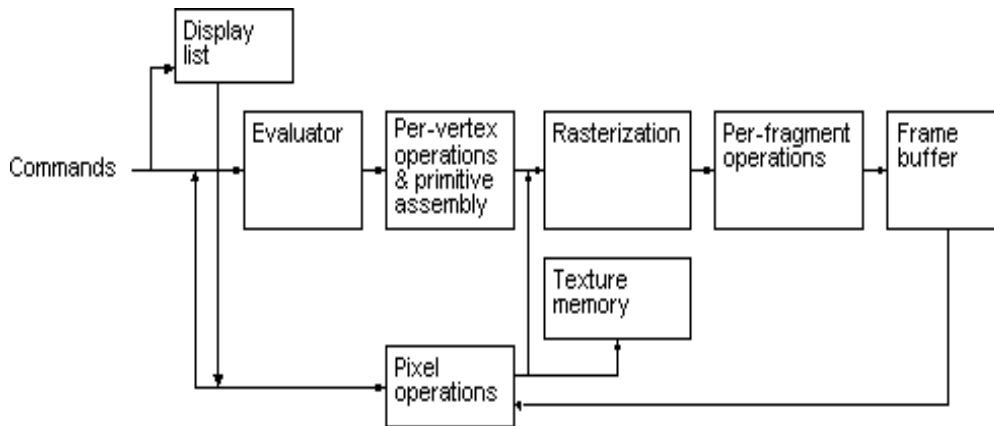 Display
list
Commands
Evaluator
Per-vertex
operations
& primitive
assembly
Rasterization
Per-fragment
operations
Frame
buffer
Texture
memory
Pixel
operations